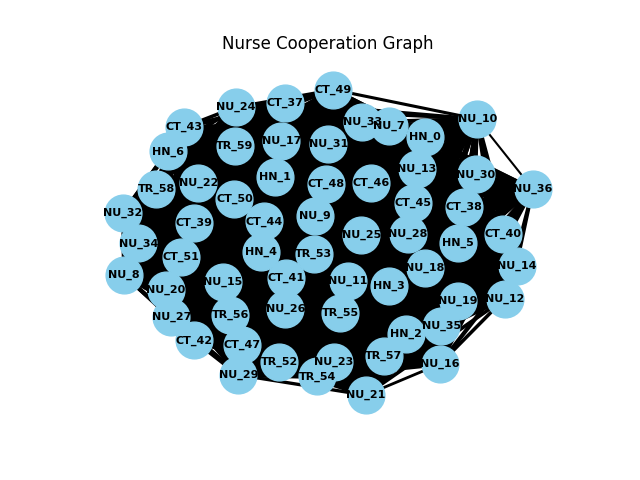 Nurse Cooperation Graph
CT_49
NU_24
CT_37
NU_10
NU_33
NU_7
CT_43
HN_0
NU_17
NU_31
TR_59
HN_6
NU_13
NU_30
HN_1
NU_22
CT_48
CT_46
TR_58
NU_36
CT_50
CT_45
CT_38
NU_32
NU_9
CT_44
CT_39
NU_25
NU_28
CT_40
NU_34
HN_5
HN_4
TR_53
CT_51
NU_14
NU_18
NU_8
CT_41
NU_15
NU_11
HN_3
NU_20
NU_12
NU_19
NU_26
TR_55
TR_56
NU_27
NU_35
HN_2
CT_42
CT_47
TR_57
TR_52
NU_23
NU_16
NU_29
TR_54
NU_21